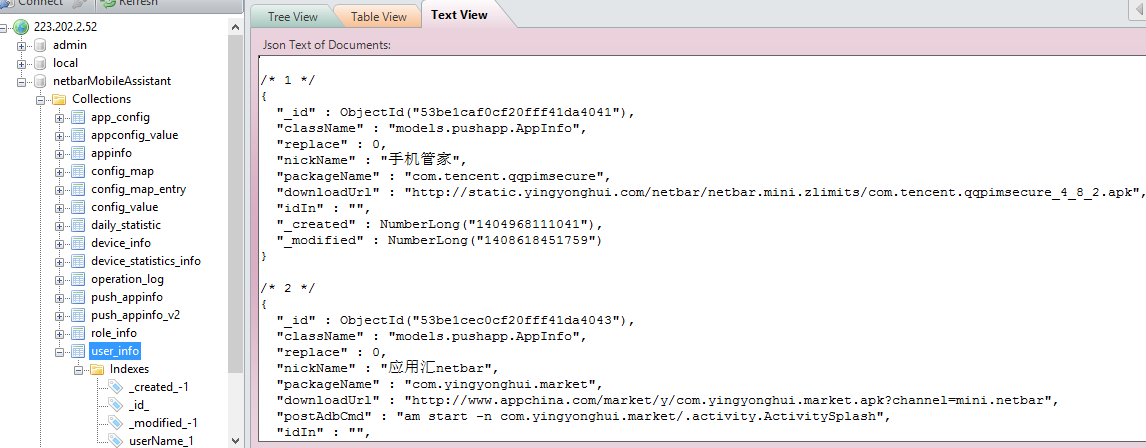 Connect
Refresh
223.202.2.52
admin
local
netbarMobileAssistant
Collections
app_config
appconfig_value
appinfo
config_map
config_map_entry
config_value
daily_statistic
device_info
device_statistics_info
operation_log
push_appinfo
push_appinfo_v2
role_info
user_info
Indexes
_created_-1
_id_
_modified_-1
userName_1
Tree View
Table View
Text View
Json Text of Documents:
/* 1 */
{
"_id" : ObjectId("53be1caf0cf20fff41da4041"),
"className" : "models.pushapp.AppInfo",
"replace" : 0,
"nickName" : "手机管家",
"packageName" : "com.tencent.qqpimsecure",
"downloadUrl" : "http://static.yingyonghui.com/netbar/netbar.mini.zlimits/com.tencent.qqpimsecure_4_8_2.apk",
"idIn" : "",
"_created" : NumberLong("1404968111041"),
"_modified" : NumberLong("1408618451759")
}
/* 2 */
{
"_id" : ObjectId("53be1cec0cf20fff41da4043"),
"className" : "models.pushapp.AppInfo",
"replace" : 0,
"nickName" : "应用汇netbar",
"packageName" : "com.yingyonghui.market",
"downloadUrl" : "http://www.appchina.com/market/y/com.yingyonghui.market.apk?channel=mini.netbar",
"postAdbCmd" : "am start -n com.yingyonghui.market/.activity.ActivitySplash",
"idIn" : "",